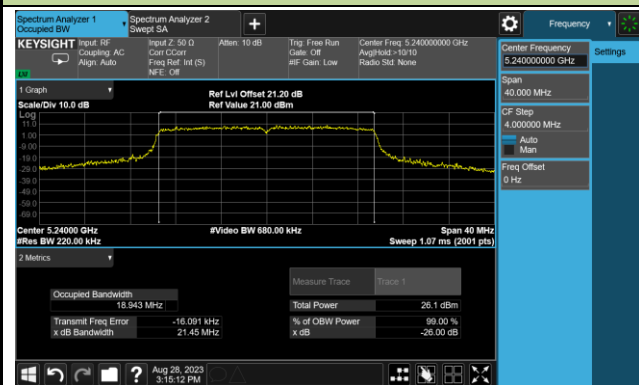 Spectrum Analyzer 1
Occupied BW
Spectrum Analyzer 2
Swept SA
Frequency
KEYSIGHT
Input: RF
Coupling: AC
Align: Auto
Input Z: 50 Ω
Corr CCorr
Freq Ref: Int (S)
NFE: Off
Atten: 10 dB
Trig: Free Run
Gate: Off
#IF Gain: Low
Center Freq: 5.240000000 GHz
Avg|Hold:>10/10
Radio Std: None
Center Frequency
5.240000000 GHz
Settings
Span
40.000 MHz
CF Step
4.000000 MHz
Auto
Man
Freq Offset
0 Hz
1 Graph
Scale/Div 10.0 dB
Ref Lvl Offset 21.20 dB
Ref Value 21.00 dBm
Log
11.0
1.00
-9.00
-19.0
-29.0
-39.0
-49.0
-59.0
-69.0
Center 5.24000 GHz
#Res BW 220.00 kHz
#Video BW 680.00 kHz
Span 40 MHz
Sweep 1.07 ms (2001 pts)
2 Metrics
Measure Trace
Trace 1
Occupied Bandwidth
18.943 MHz
Total Power
26.1 dBm
Transmit Freq Error
-16.091 kHz
% of OBW Power
99.00 %
x dB Bandwidth
21.45 MHz
x dB
-26.00 dB
Aug 28, 2023
3:15:12 PM